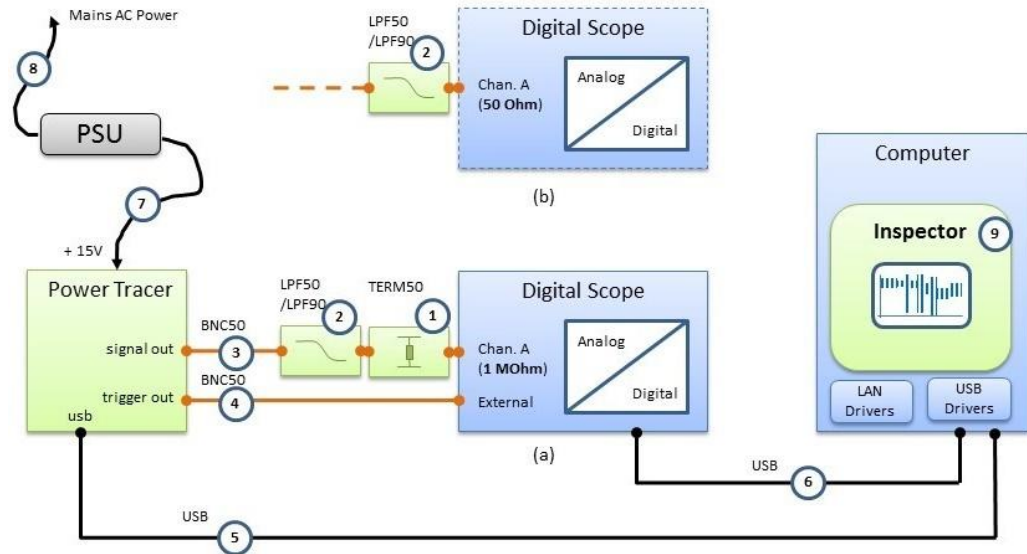 Mains AC Power
8
PSU
7
+ 15V
LPF50
/LPF90
2
Digital Scope
Chan. A
(50 Ohm)
Analog
Digital
(b)
Power Tracer
signal out
trigger out
usb
BNC50
3
BNC50
4
LPF50
/LPF90
2
TERM50
1
Digital Scope
Chan. A
(1 MOhm)
External
Analog
Digital
(a)
Computer
Inspector
9
LAN
Drivers
USB
Drivers
USB
6
USB
5